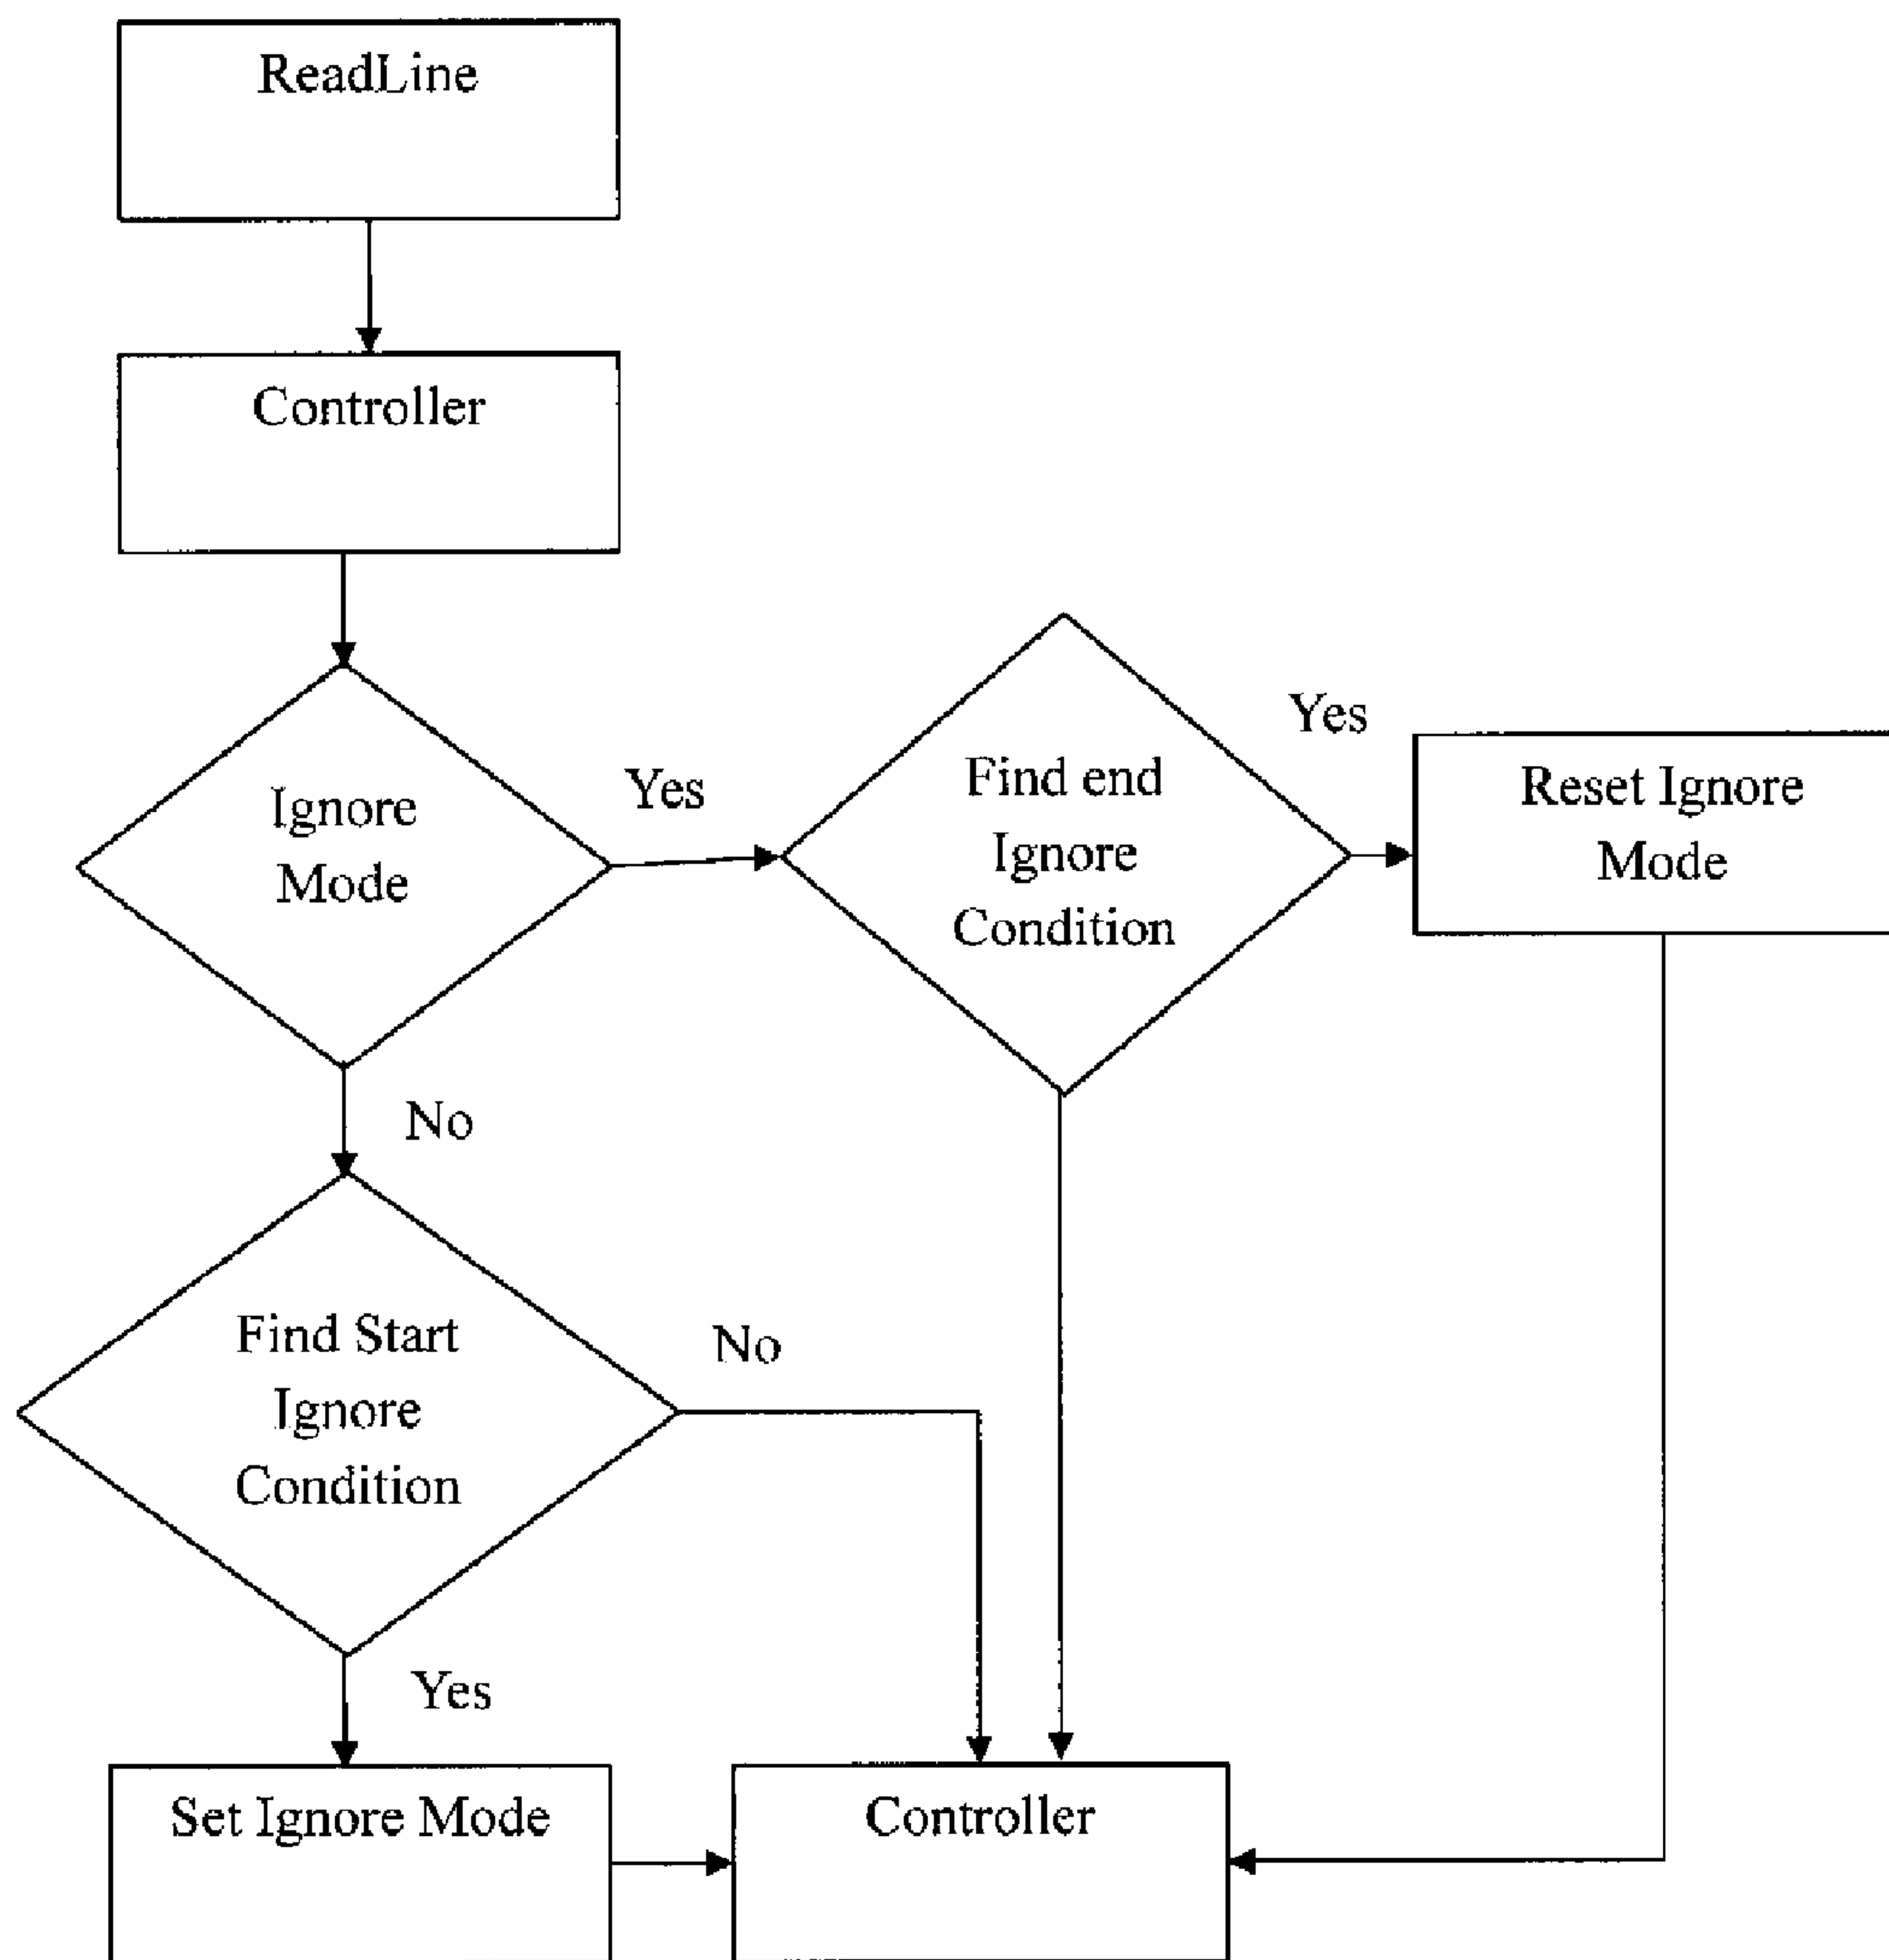 ReadLine
Controller
Ignore
Mode
Yes
Find end
Ignore
Condition
Yes
Reset Ignore
Mode
No
Find Start
Ignore
Condition
No
Yes
Set Ignore Mode
Controller